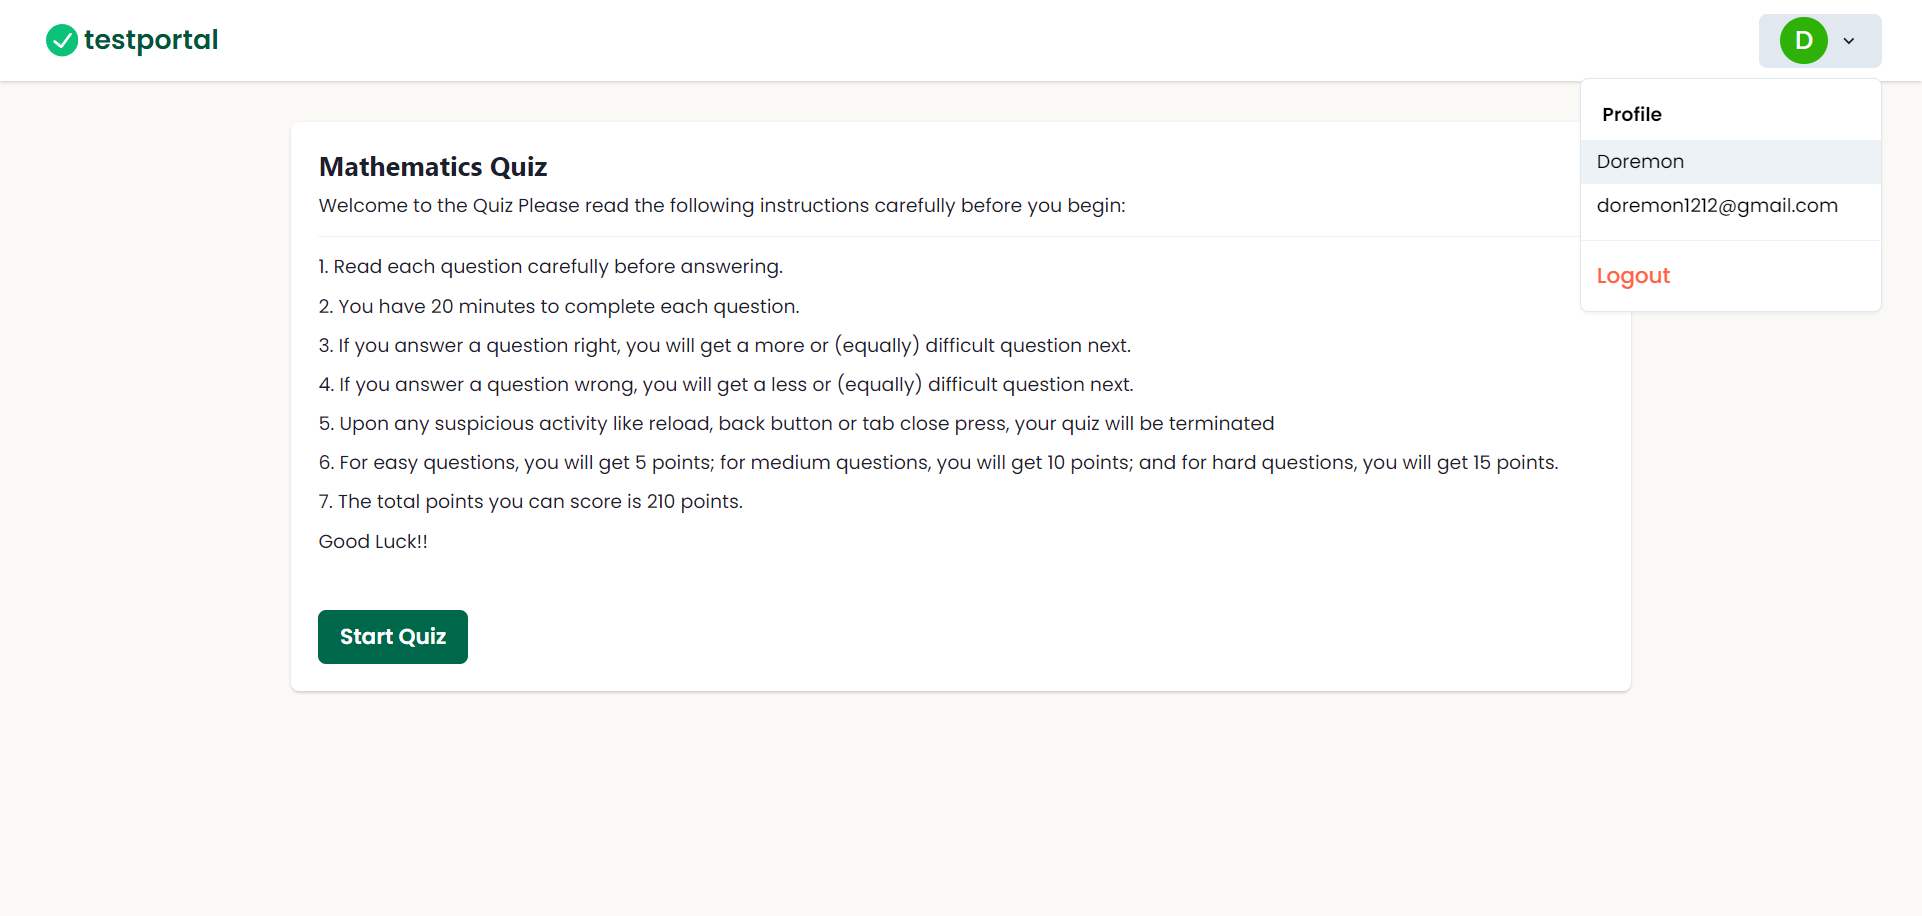 testportal
D
Profile
Doremon
doremon1212@gmail.com
Logout
Mathematics Quiz
Welcome to the Quiz Please read the following instructions carefully before you begin:
1. Read each question carefully before answering.
2. You have 20 minutes to complete each question.
3. If you answer a question right, you will get a more or (equally) difficult question next.
4. If you answer a question wrong, you will get a less or (equally) difficult question next.
5. Upon any suspicious activity like reload, back button or tab close press, your quiz will be terminated
6. For easy questions, you will get 5 points; for medium questions, you will get 10 points; and for hard questions, you will get 15 points.
7. The total points you can score is 210 points.
Good Luck!!
Start Quiz